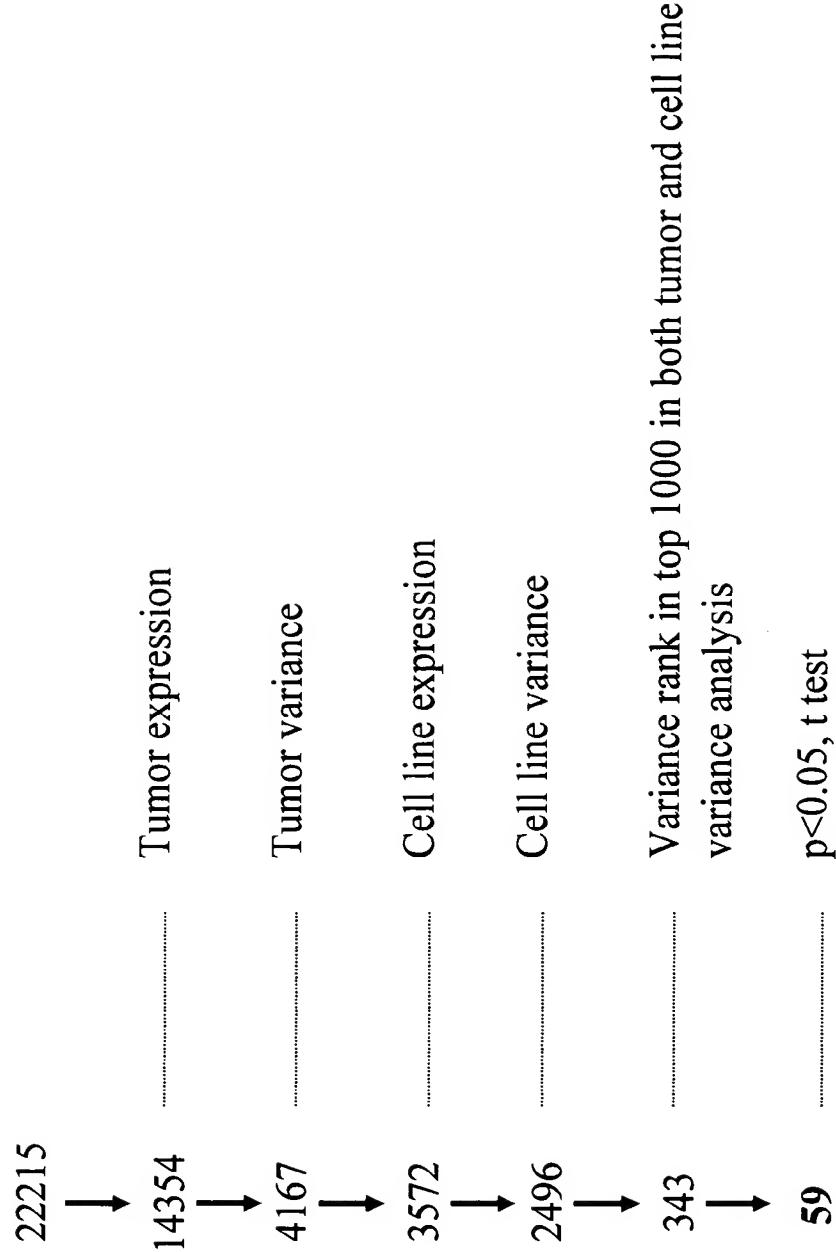 22215
14354 Tumor expression
4167 Tumor variance
3572 Cell line expression
2496 Cell line variance
343 Variance rank in top 1000 in both tumor and cell line
variance analysis
59 p<0.05, t test